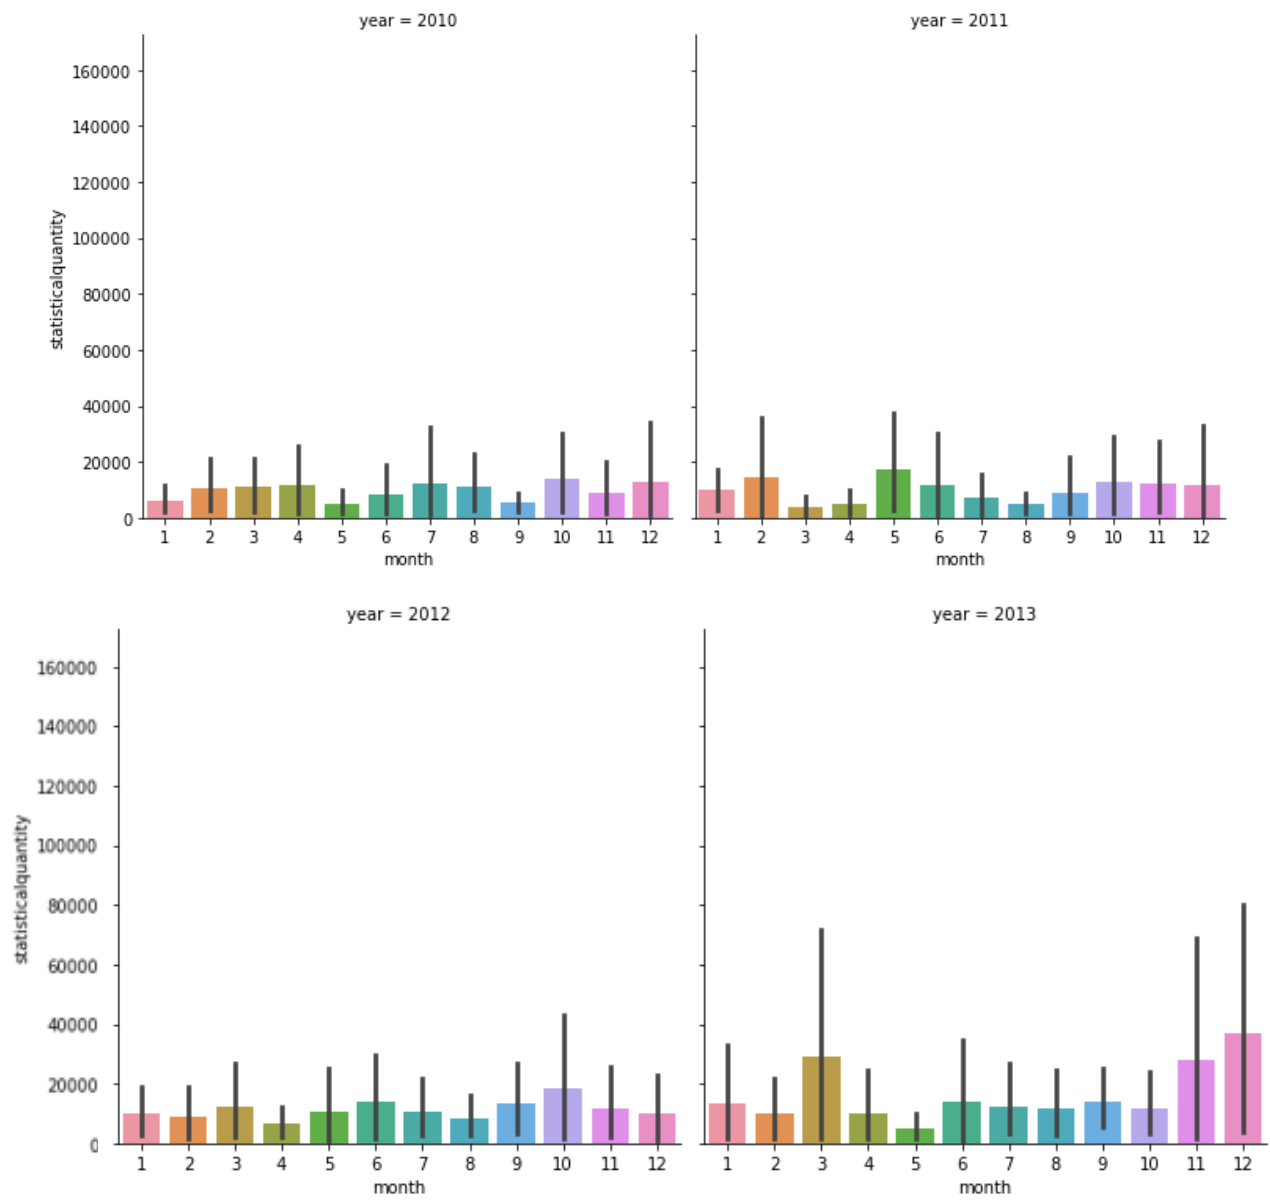 year = 2010
year = 2011
160000
140000
120000
100000
80000
60000
40000
20000
0
statisticalquantity
1 2 3 4 5 6 7 8 9 10 11 12
month
1 2 3 4 5 6 7 8 9 10 11 12
month
year = 2012
year = 2013
160000
140000
120000
100000
80000
60000
40000
20000
0
statisticalquantity
1 2 3 4 5 6 7 8 9 10 11 12
month
1 2 3 4 5 6 7 8 9 10 11 12
month